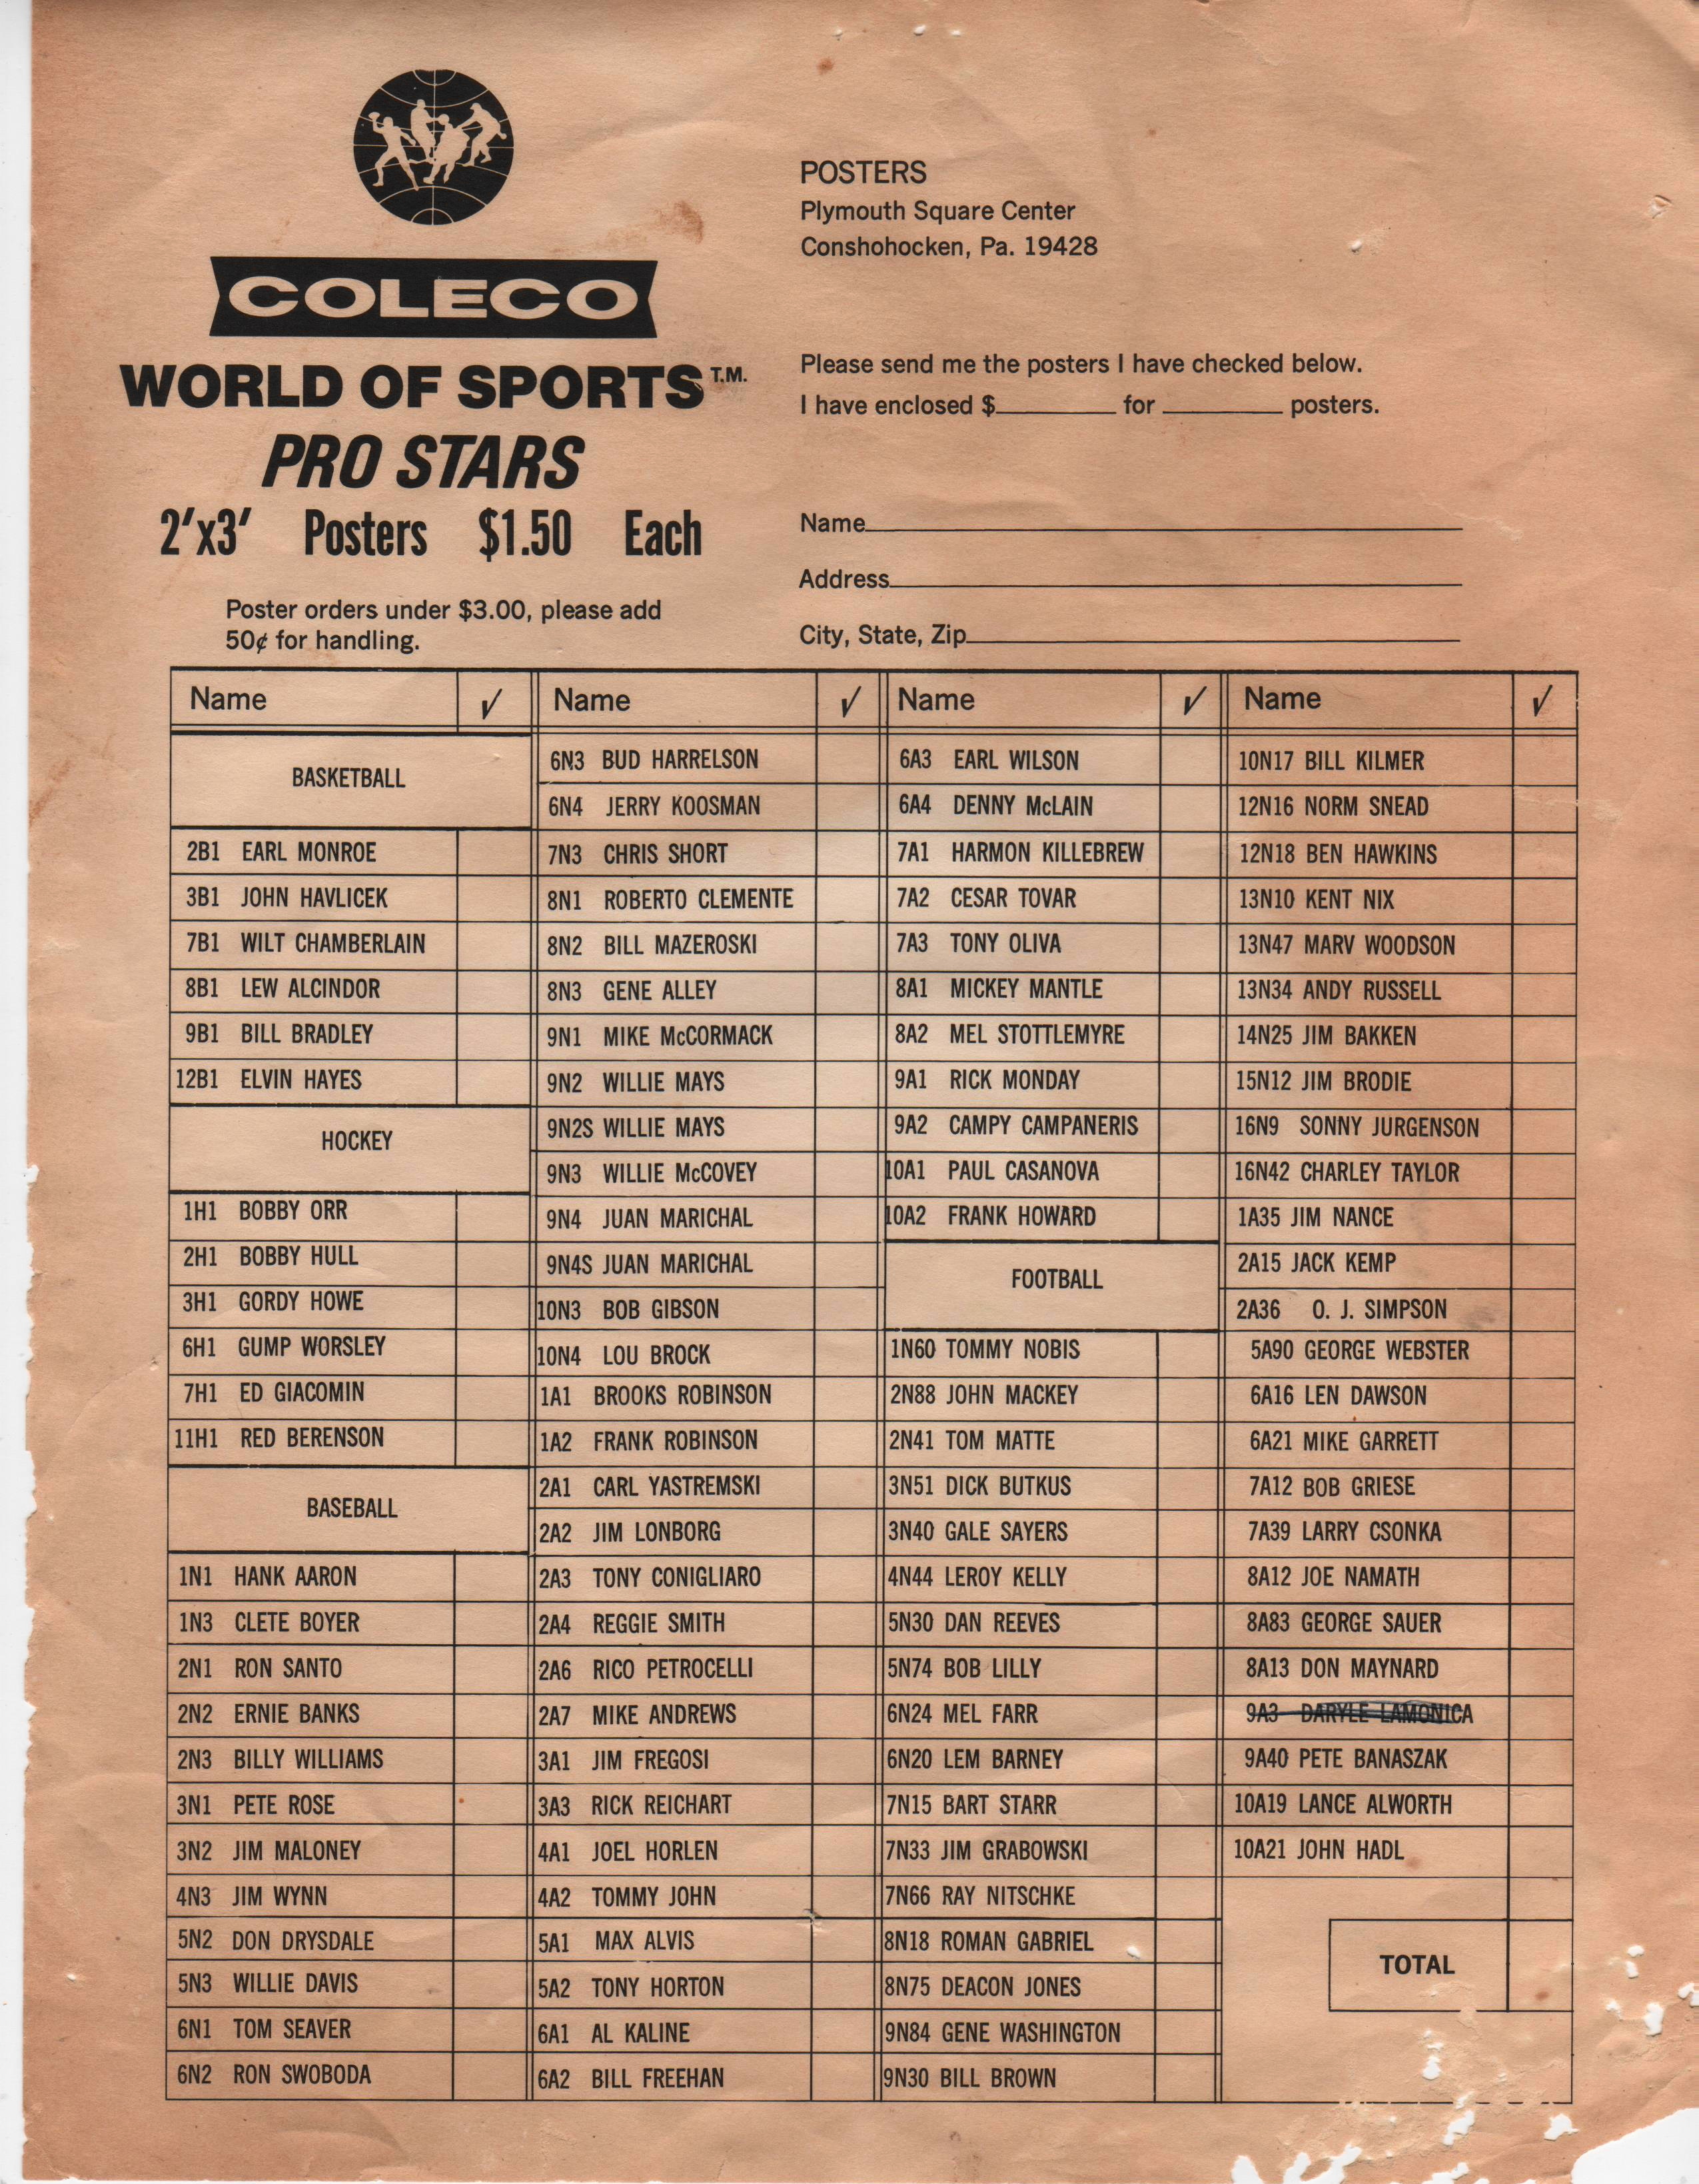 COLECO
WORLD OF SPORTS T.M.
PRO STARS
2'x3' Posters $1.50 Each
Poster orders under $3.00, please add
50¢ for handling.
POSTERS
Plymouth Square Center
Conshohocken, Pa. 19428
Please send me the posters I have checked below.
I have enclosed $ for posters.
Name
Address
City, State, Zip
Name ✓
BASKETBALL
2B1 EARL MONROE
3B1 JOHN HAVLICEK
7B1 WILT CHAMBERLAIN
8B1 LEW ALCINDOR
9B1 BILL BRADLEY
12B1 ELVIN HAYES
HOCKEY
1H1 BOBBY ORR
2H1 BOBBY HULL
3H1 GORDY HOWE
6H1 GUMP WORSLEY
7H1 ED GIACOMIN
11H1 RED BERENSON
BASEBALL
1N1 HANK AARON
1N3 CLETE BOYER
2N1 RON SANTO
2N2 ERNIE BANKS
2N3 BILLY WILLIAMS
3N1 PETE ROSE
3N2 JIM MALONEY
4N3 JIM WYNN
5N2 DON DRYSDALE
5N3 WILLIE DAVIS
6N1 TOM SEAVER
6N2 RON SWOBODA
Name ✓
6N3 BUD HARRELSON
6N4 JERRY KOOSMAN
7N3 CHRIS SHORT
8N1 ROBERTO CLEMENTE
8N2 BILL MAZEROSKI
8N3 GENE ALLEY
9N1 MIKE McCORMACK
9N2 WILLIE MAYS
9N2S WILLIE MAYS
9N3 WILLIE McCOVEY
9N4 JUAN MARICHAL
9N4S JUAN MARICHAL
10N3 BOB GIBSON
10N4 LOU BROCK
1A1 BROOKS ROBINSON
1A2 FRANK ROBINSON
2A1 CARL YASTREMSKI
2A2 JIM LONBORG
2A3 TONY CONIGLIARO
2A4 REGGIE SMITH
2A6 RICO PETROCELLI
2A7 MIKE ANDREWS
3A1 JIM FREGOSI
3A3 RICK REICHART
4A1 JOEL HORLEN
4A2 TOMMY JOHN
5A1 MAX ALVIS
5A2 TONY HORTON
6A1 AL KALINE
6A2 BILL FREEHAN
Name ✓
6A3 EARL WILSON
6A4 DENNY McLAIN
7A1 HARMON KILLEBREW
7A2 CESAR TOVAR
7A3 TONY OLIVA
8A1 MICKEY MANTLE
8A2 MEL STOTTLEMYRE
9A1 RICK MONDAY
9A2 CAMPY CAMPANERIS
10A1 PAUL CASANOVA
10A2 FRANK HOWARD
FOOTBALL
1N60 TOMMY NOBIS
2N88 JOHN MACKEY
2N41 TOM MATTE
3N51 DICK BUTKUS
3N40 GALE SAYERS
4N44 LEROY KELLY
5N30 DAN REEVES
5N74 BOB LILLY
6N24 MEL FARR
6N20 LEM BARNEY
7N15 BART STARR
7N33 JIM GRABOWSKI
7N66 RAY NITSCHKE
8N18 ROMAN GABRIEL
8N75 DEACON JONES
9N84 GENE WASHINGTON
9N30 BILL BROWN
Name ✓
10N17 BILL KILMER
12N16 NORM SNEAD
12N18 BEN HAWKINS
13N10 KENT NIX
13N47 MARV WOODSON
13N34 ANDY RUSSELL
14N25 JIM BAKKEN
15N12 JIM BRODIE
16N9 SONNY JURGENSON
16N42 CHARLEY TAYLOR
1A35 JIM NANCE
2A15 JACK KEMP
2A36 O. J. SIMPSON
5A90 GEORGE WEBSTER
6A16 LEN DAWSON
6A21 MIKE GARRETT
7A12 BOB GRIESE
7A39 LARRY CSONKA
8A12 JOE NAMATH
8A83 GEORGE SAUER
8A13 DON MAYNARD
9A3 DARYLE LAMONICA
9A40 PETE BANASZAK
10A19 LANCE ALWORTH
10A21 JOHN HADL
TOTAL